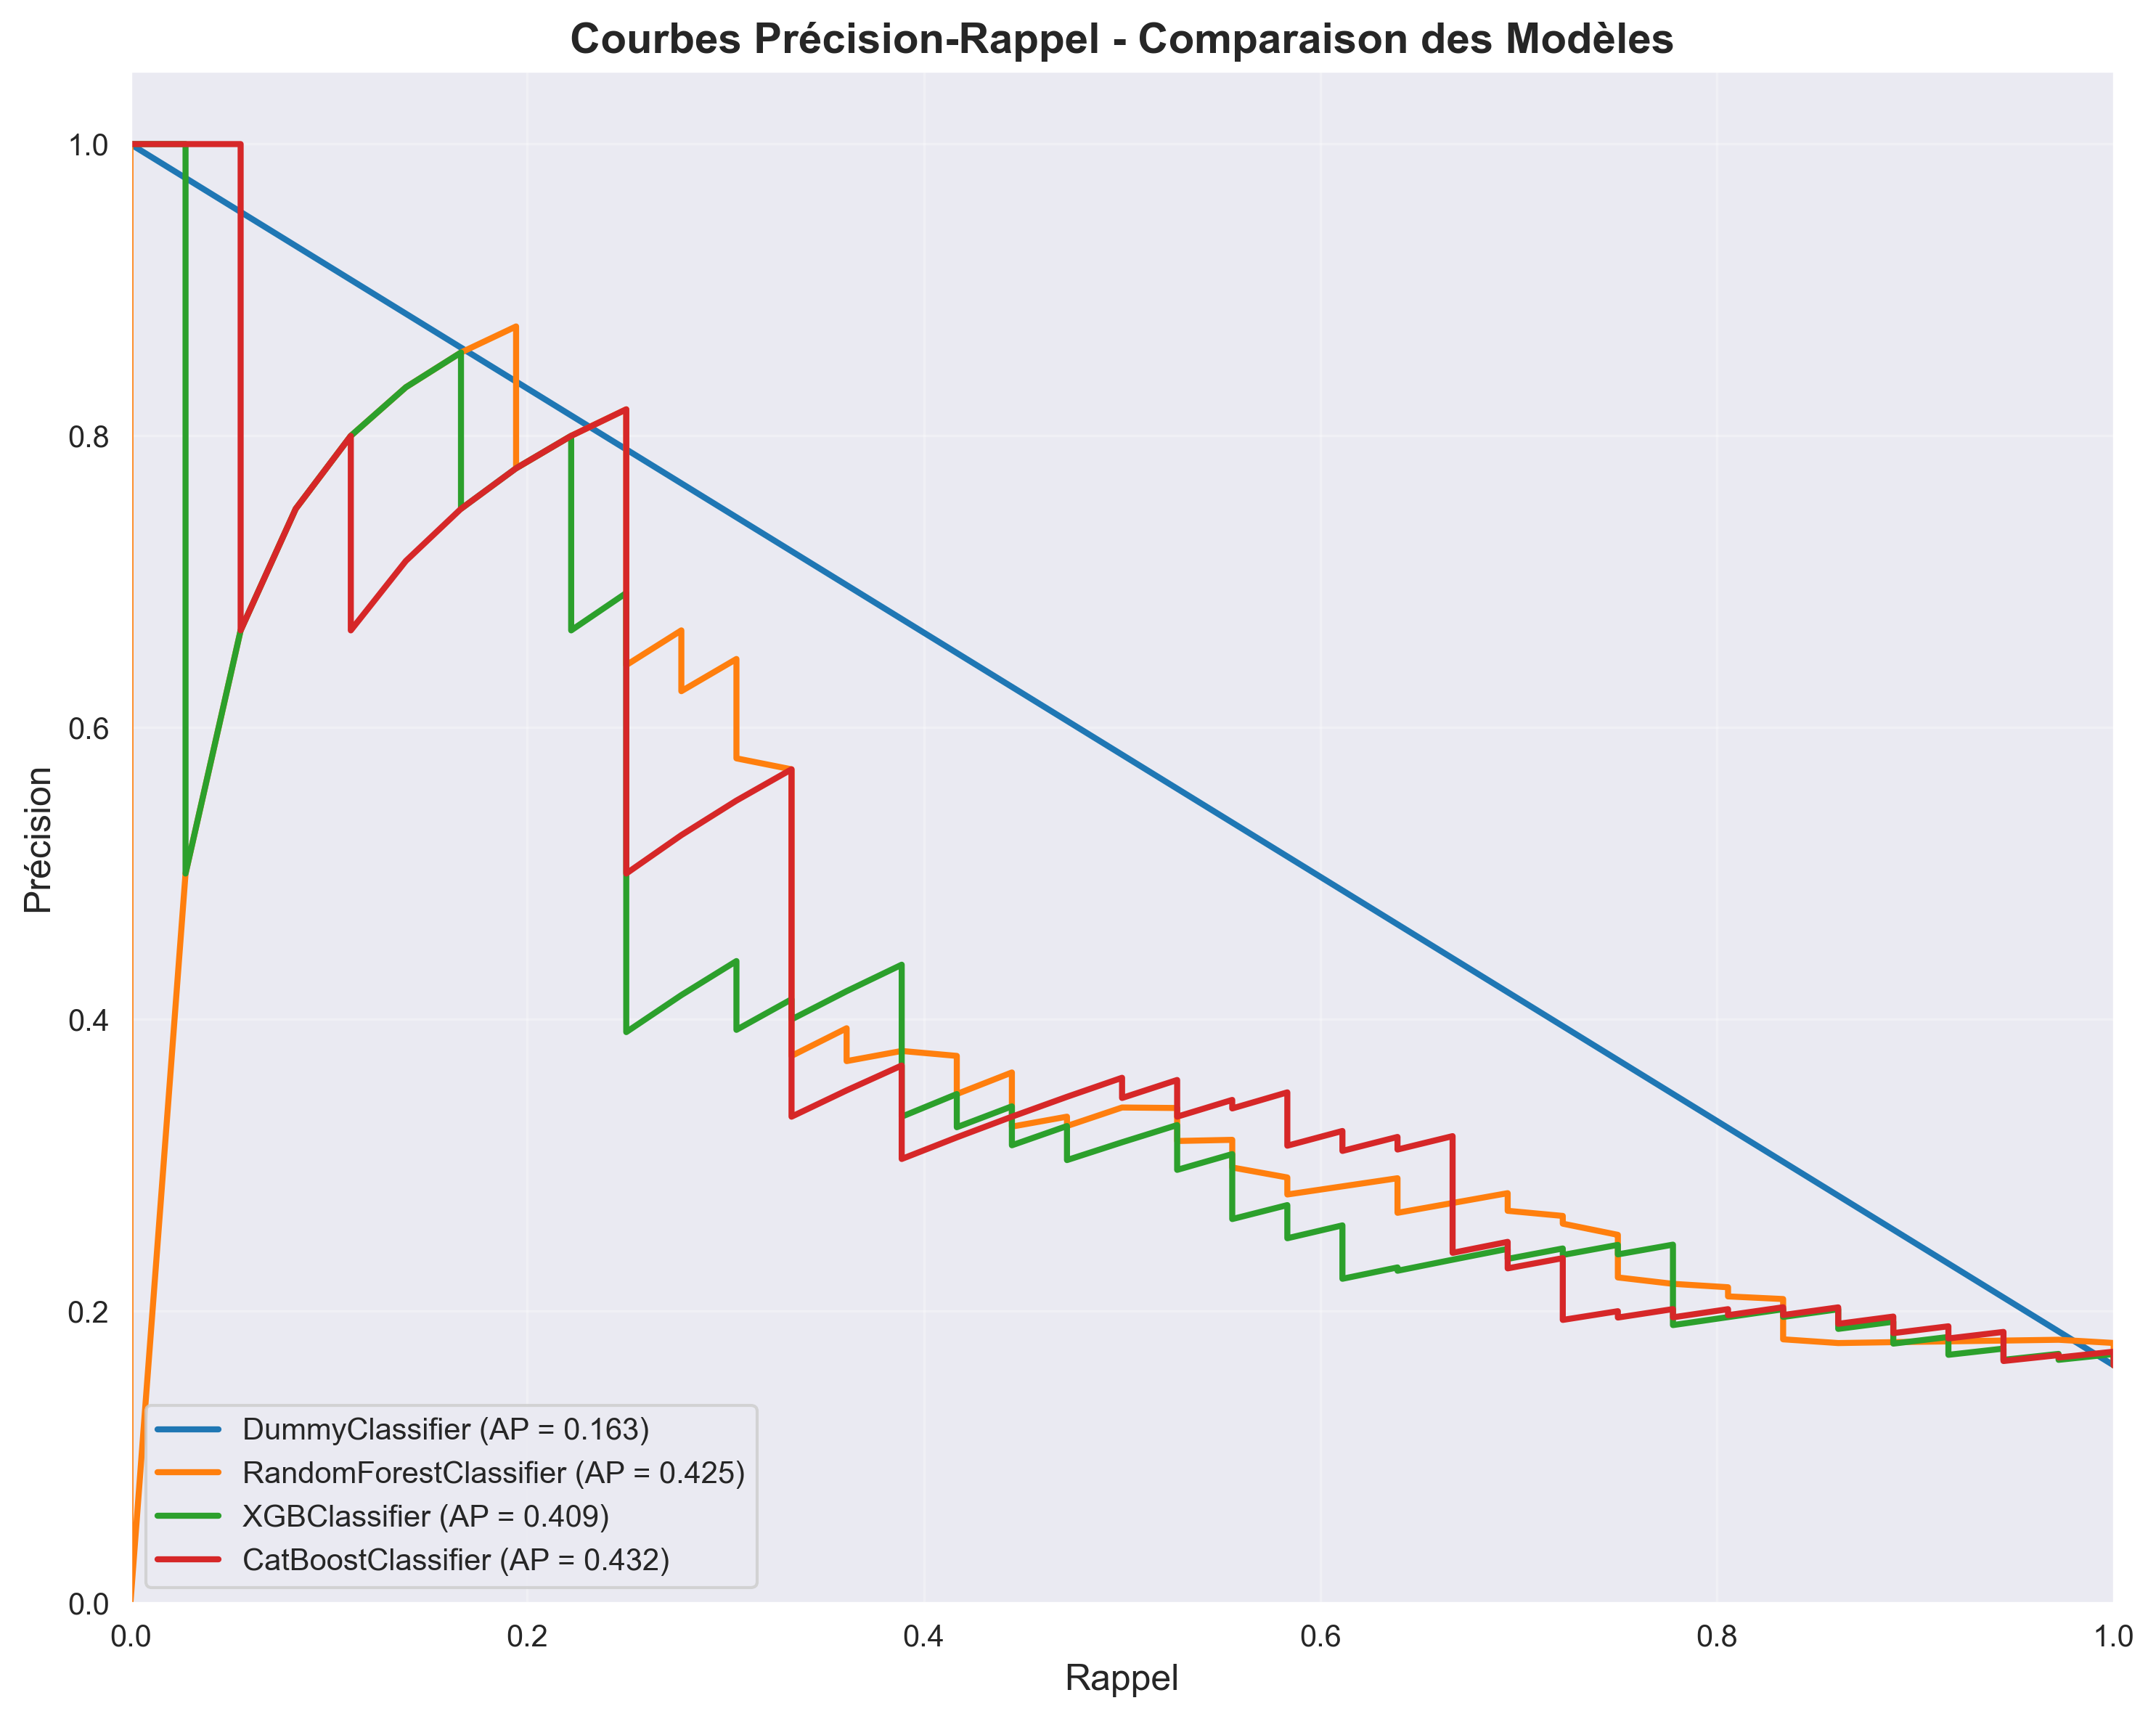 Courbes Précision-Rappel - Comparaison des Modèles
Précision
1.0
0.8
0.6
0.4
0.2
0.0
DummyClassifier (AP = 0.163)
RandomForestClassifier (AP = 0.425)
XGBClassifier (AP = 0.409)
CatBoostClassifier (AP = 0.432)
0.0 0.2 0.4 0.6 0.8 1.0
Rappel